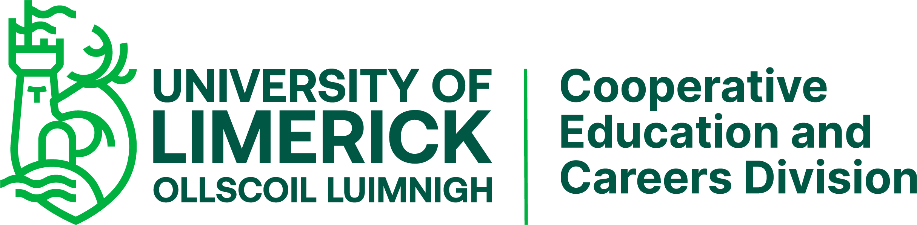 UNIVERSITY OF
LIMERICK
OLLSCOIL LUIMNIGH
Cooperative
Education and
Careers Division